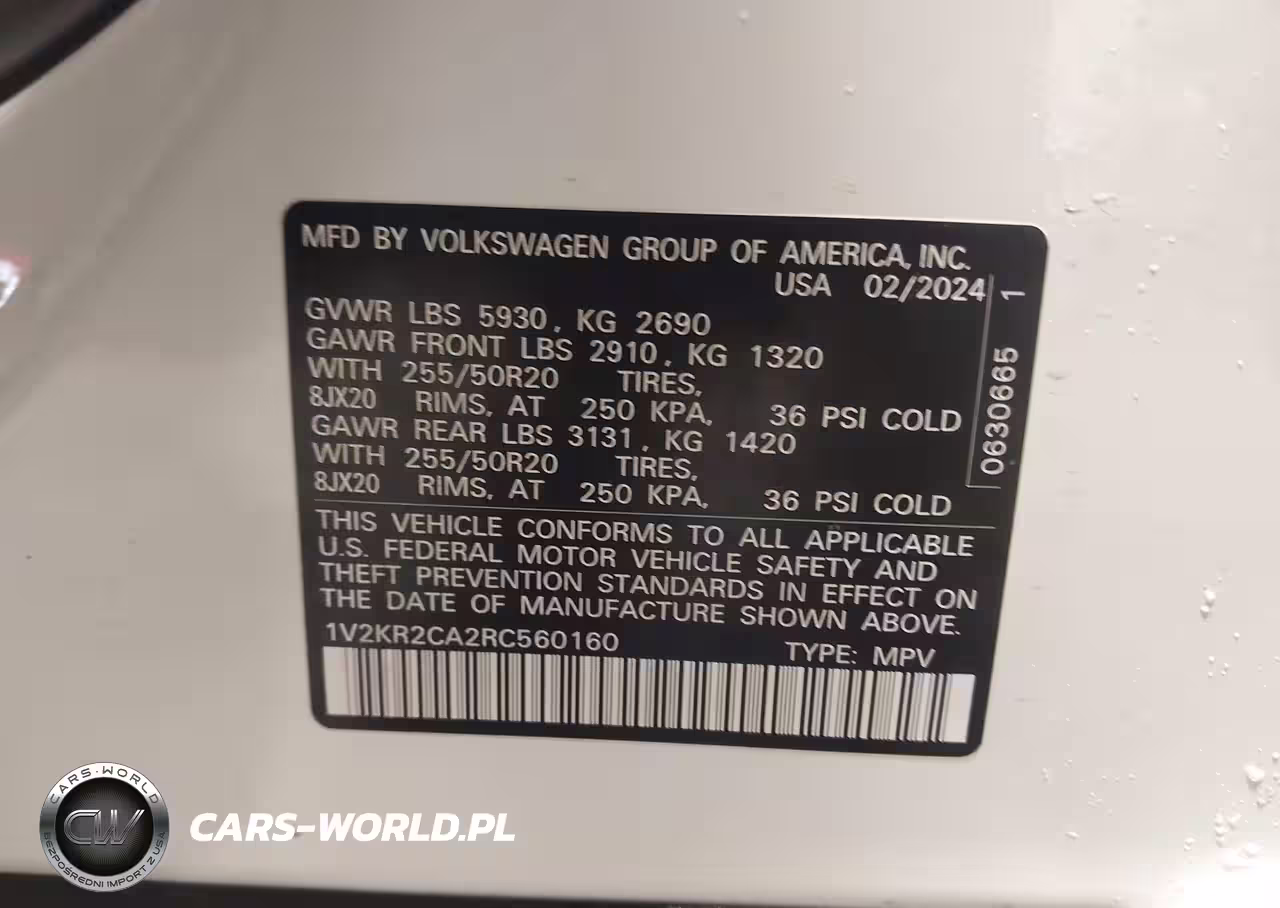 MFD BY VOLKSWAGEN GROUP OF AMERICA, INC.
USA 02/2024
GVWR LBS 5930, KG 2690
GAWR FRONT LBS 2910, KG 1320
WITH 255/50R20 TIRES,
8JX20 RIMS, AT 250 KPA, 36 PSI COLD
GAWR REAR LBS 3131, KG 1420
WITH 255/50R20 TIRES,
8JX20 RIMS, AT 250 KPA, 36 PSI COLD
0630665 1
THIS VEHICLE CONFORMS TO ALL APPLICABLE
U.S. FEDERAL MOTOR VEHICLE SAFETY AND
THEFT PREVENTION STANDARDS IN EFFECT ON
THE DATE OF MANUFACTURE SHOWN ABOVE.
1V2KR2CA2RC560160 TYPE: MPV
CARS-WORLD
CW
BEZPOŚREDNI IMPORT Z USA
CARS-WORLD.PL